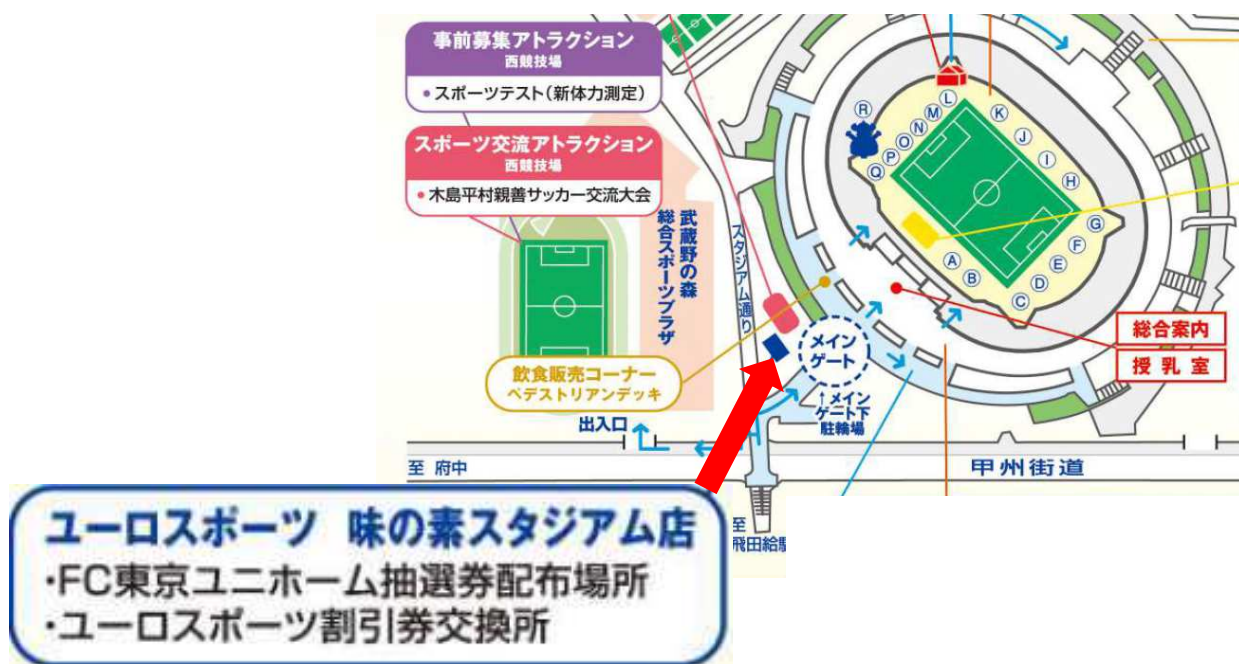 事前募集アトラクション
西競技場
・スポーツテスト（新体力測定）
スポーツ交流アトラクション
西競技場
・木島平村親善サッカー交流大会
武蔵野の森
総合スポーツプラザ
スタジアム通り
飲食販売コーナー
ペデストリアンデッキ
メイン
ゲート
↑メイン
ゲート下
駐輪場
総合案内
授乳室
R
Q
P
O
N
M
L
K
J
I
H
G
F
E
D
C
B
A
出入口
至 府中
甲州街道
至
飛田給駅
ユーロスポーツ 味の素スタジアム店
・FC東京ユニホーム抽選券配布場所
・ユーロスポーツ割引券交換所